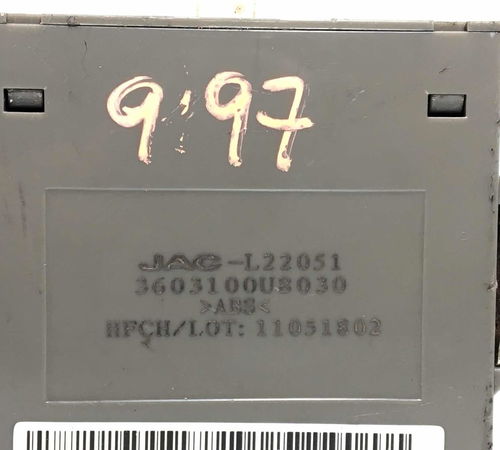 9:97
JAC-L22051
3603100U8030
>ABS<
HFCH/LOT: 11051802